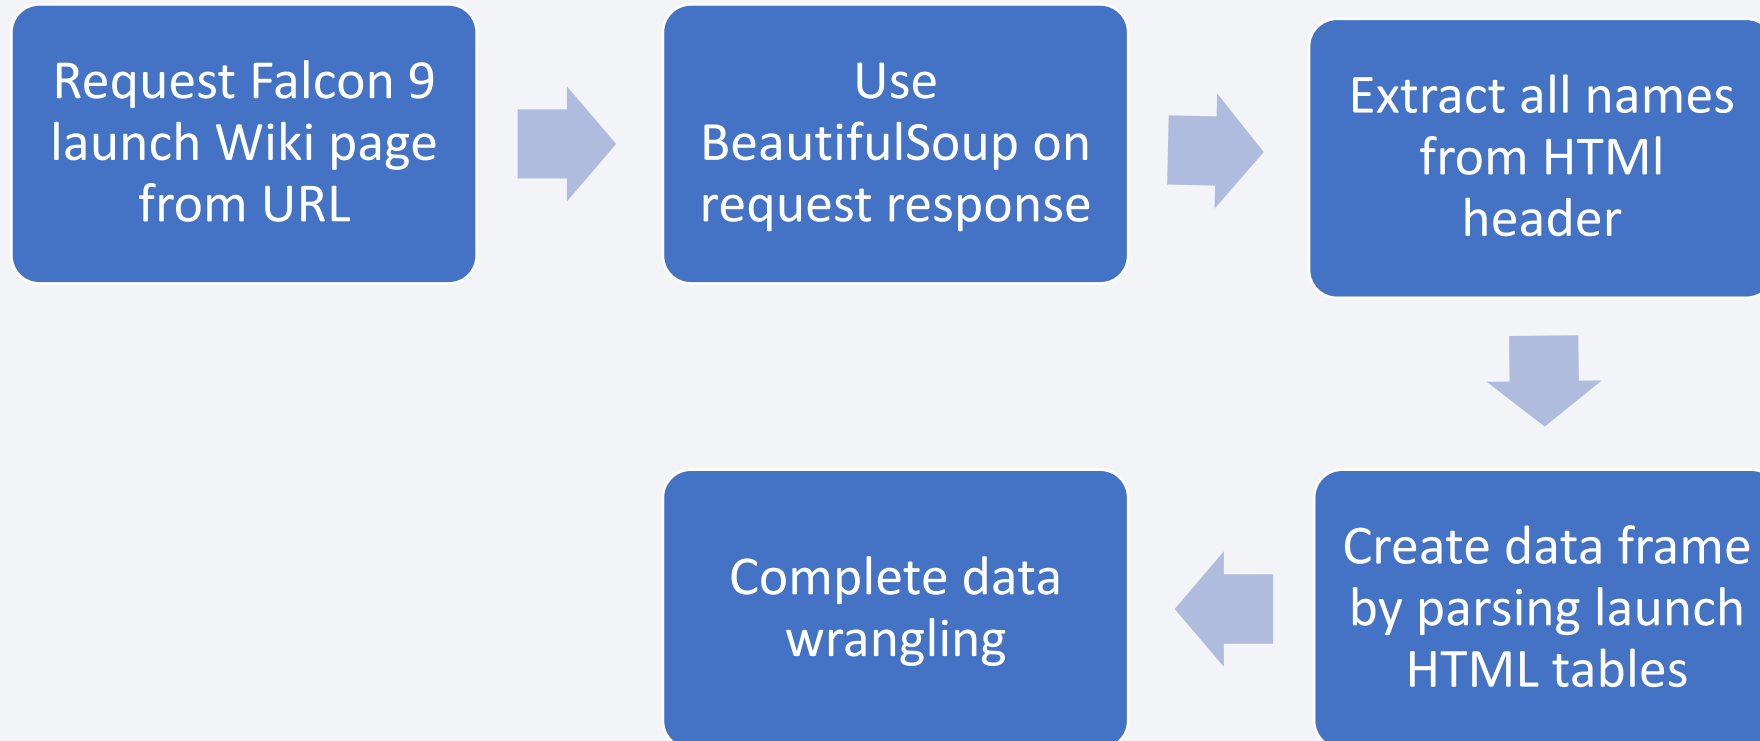 Request Falcon 9
launch Wiki page
from URL
Use
BeautifulSoup on
request response
Extract all names
from HTMl
header
Create data frame
by parsing launch
HTML tables
Complete data
wrangling